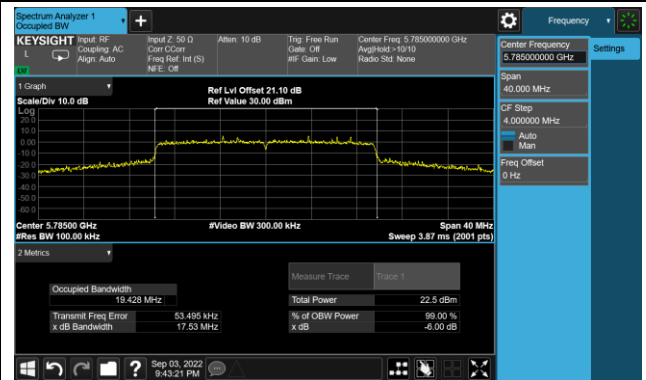 Spectrum Analyzer 1
Occupied BW
+
Frequency
KEYSIGHT
L
Input: RF
Coupling: AC
Align: Auto
Input Z: 50 Ω
Corr CCorr
Freq Ref: Int (S)
NFE: Off
Atten: 10 dB
Trig: Free Run
Gate: Off
#IF Gain: Low
Center Freq: 5.785000000 GHz
Avg|Hold:>10/10
Radio Std: None
Center Frequency
5.785000000 GHz
Settings
Span
40.000 MHz
CF Step
4.000000 MHz
Auto
Man
Freq Offset
0 Hz
1 Graph
Scale/Div 10.0 dB
Ref Lvl Offset 21.10 dB
Ref Value 30.00 dBm
Log
20.0
10.0
0.00
-10.0
-20.0
-30.0
-40.0
-50.0
-60.0
Center 5.78500 GHz
#Res BW 100.00 kHz
#Video BW 300.00 kHz
Span 40 MHz
Sweep 3.87 ms (2001 pts)
2 Metrics
Measure Trace
Trace 1
Occupied Bandwidth
19.428 MHz
Total Power
22.5 dBm
Transmit Freq Error
53.495 kHz
% of OBW Power
99.00 %
x dB Bandwidth
17.53 MHz
x dB
-6.00 dB
?
Sep 03, 2022
9:43:21 PM